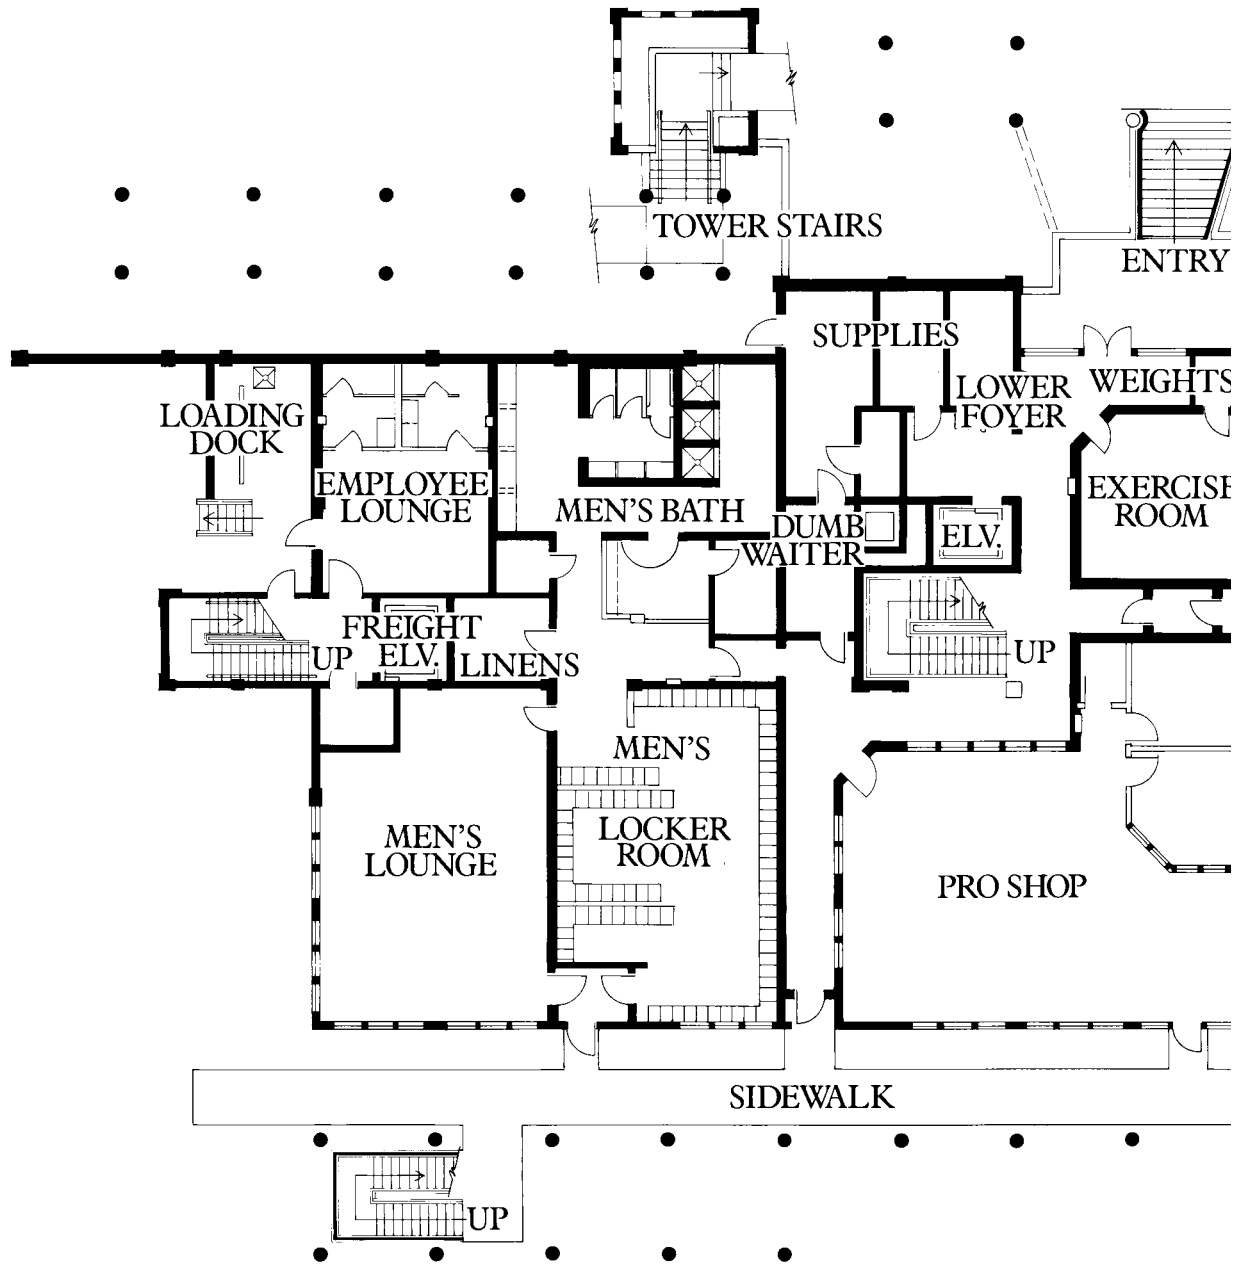 TOWER STAIRS
ENTRY
SUPPLIES
LOWER
FOYER
WEIGHTS
LOADING
DOCK
EMPLOYEE
LOUNGE
MEN'S BATH
DUMB
WAITER
ELV.
EXERCISE
ROOM
FREIGHT
ELV.
UP
LINENS
UP
MEN'S
LOCKER
ROOM
MEN'S
LOUNGE
PRO SHOP
SIDEWALK
UP